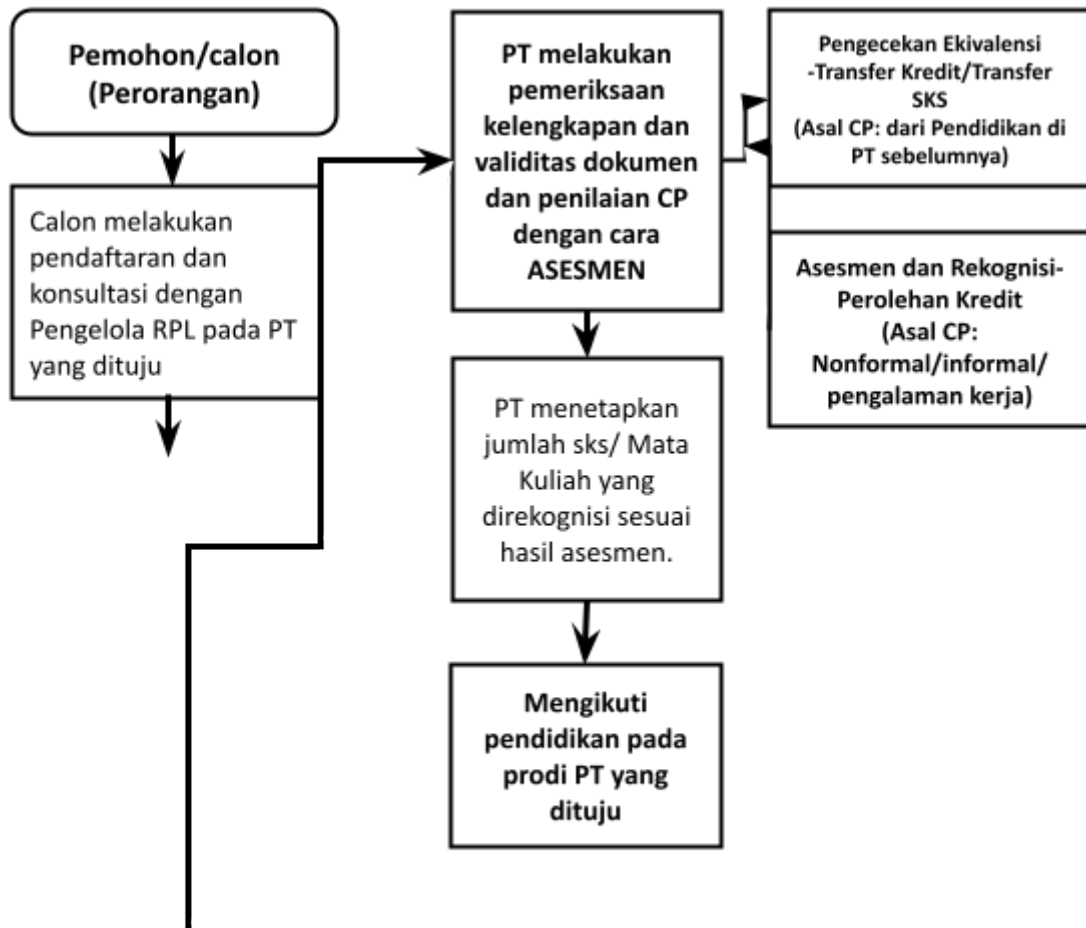 Pemohon/calon
(Perorangan)
Calon melakukan
pendaftaran dan
konsultasi dengan
Pengelola RPL pada PT
yang dituju
PT melakukan
pemeriksaan
kelengkapan dan
validitas dokumen
dan penilaian CP
dengan cara
ASESMEN
PT menetapkan
jumlah sks/ Mata
Kuliah yang
direkognisi sesuai
hasil asesmen.
Mengikuti
pendidikan pada
prodi PT yang
dituju
Pengecekan Ekivalensi
-Transfer Kredit/Transfer
SKS
(Asal CP: dari Pendidikan di
PT sebelumnya)
Asesmen dan Rekognisi-
Perolehan Kredit
(Asal CP:
Nonformal/informal/
pengalaman kerja)